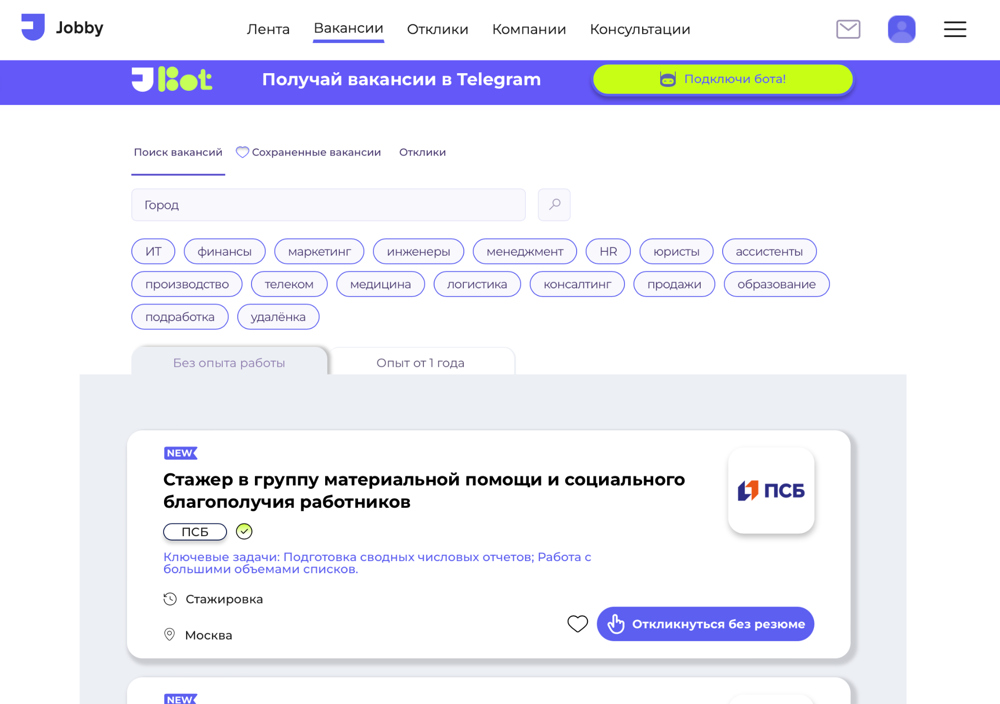 Jobby
Лента Вакансии Отклики Компании Консультации
JBot Получай вакансии в Telegram Подключи бота!
Поиск вакансий Сохраненные вакансии Отклики
Город
ИТ финансы маркетинг инженеры менеджмент HR юристы ассистенты
производство телеком медицина логистика консалтинг продажи образование
подработка удалёнка
Без опыта работы Опыт от 1 года
NEW
Стажер в группу материальной помощи и социального
благополучия работников
ПСБ
ПСБ
Ключевые задачи: Подготовка сводных числовых отчетов; Работа с
большими объемами списков.
Стажировка
Откликнуться без резюме
Москва
NEW